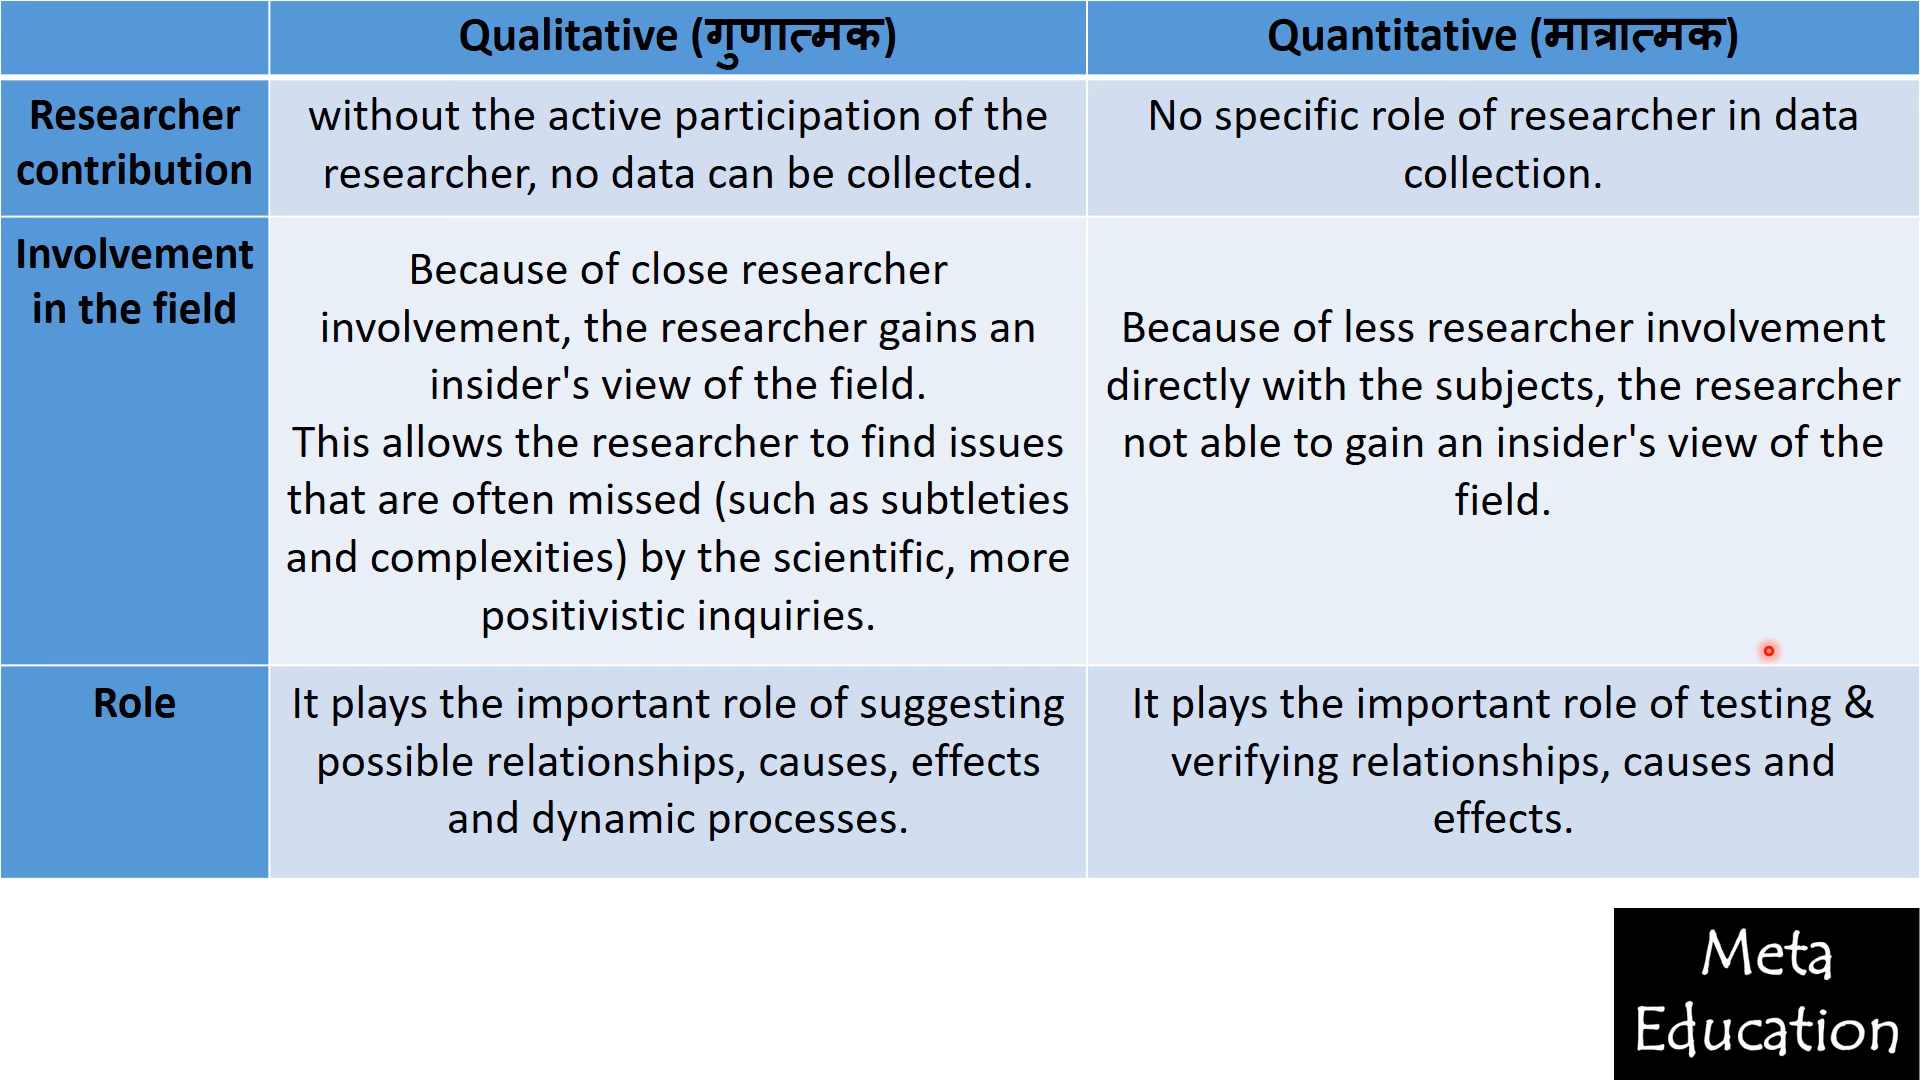 Qualitative (गुणात्मक)
Quantitative (मात्रात्मक)
Researcher
contribution
without the active participation of the
researcher, no data can be collected.
No specific role of researcher in data
collection.
Involvement
in the field
Because of close researcher
involvement, the researcher gains an
insider's view of the field.
This allows the researcher to find issues
that are often missed (such as subtleties
and complexities) by the scientific, more
positivistic inquiries.
Because of less researcher involvement
directly with the subjects, the researcher
not able to gain an insider's view of the
field.
Role
It plays the important role of suggesting
possible relationships, causes, effects
and dynamic processes.
It plays the important role of testing &
verifying relationships, causes and
effects.
Meta
Education